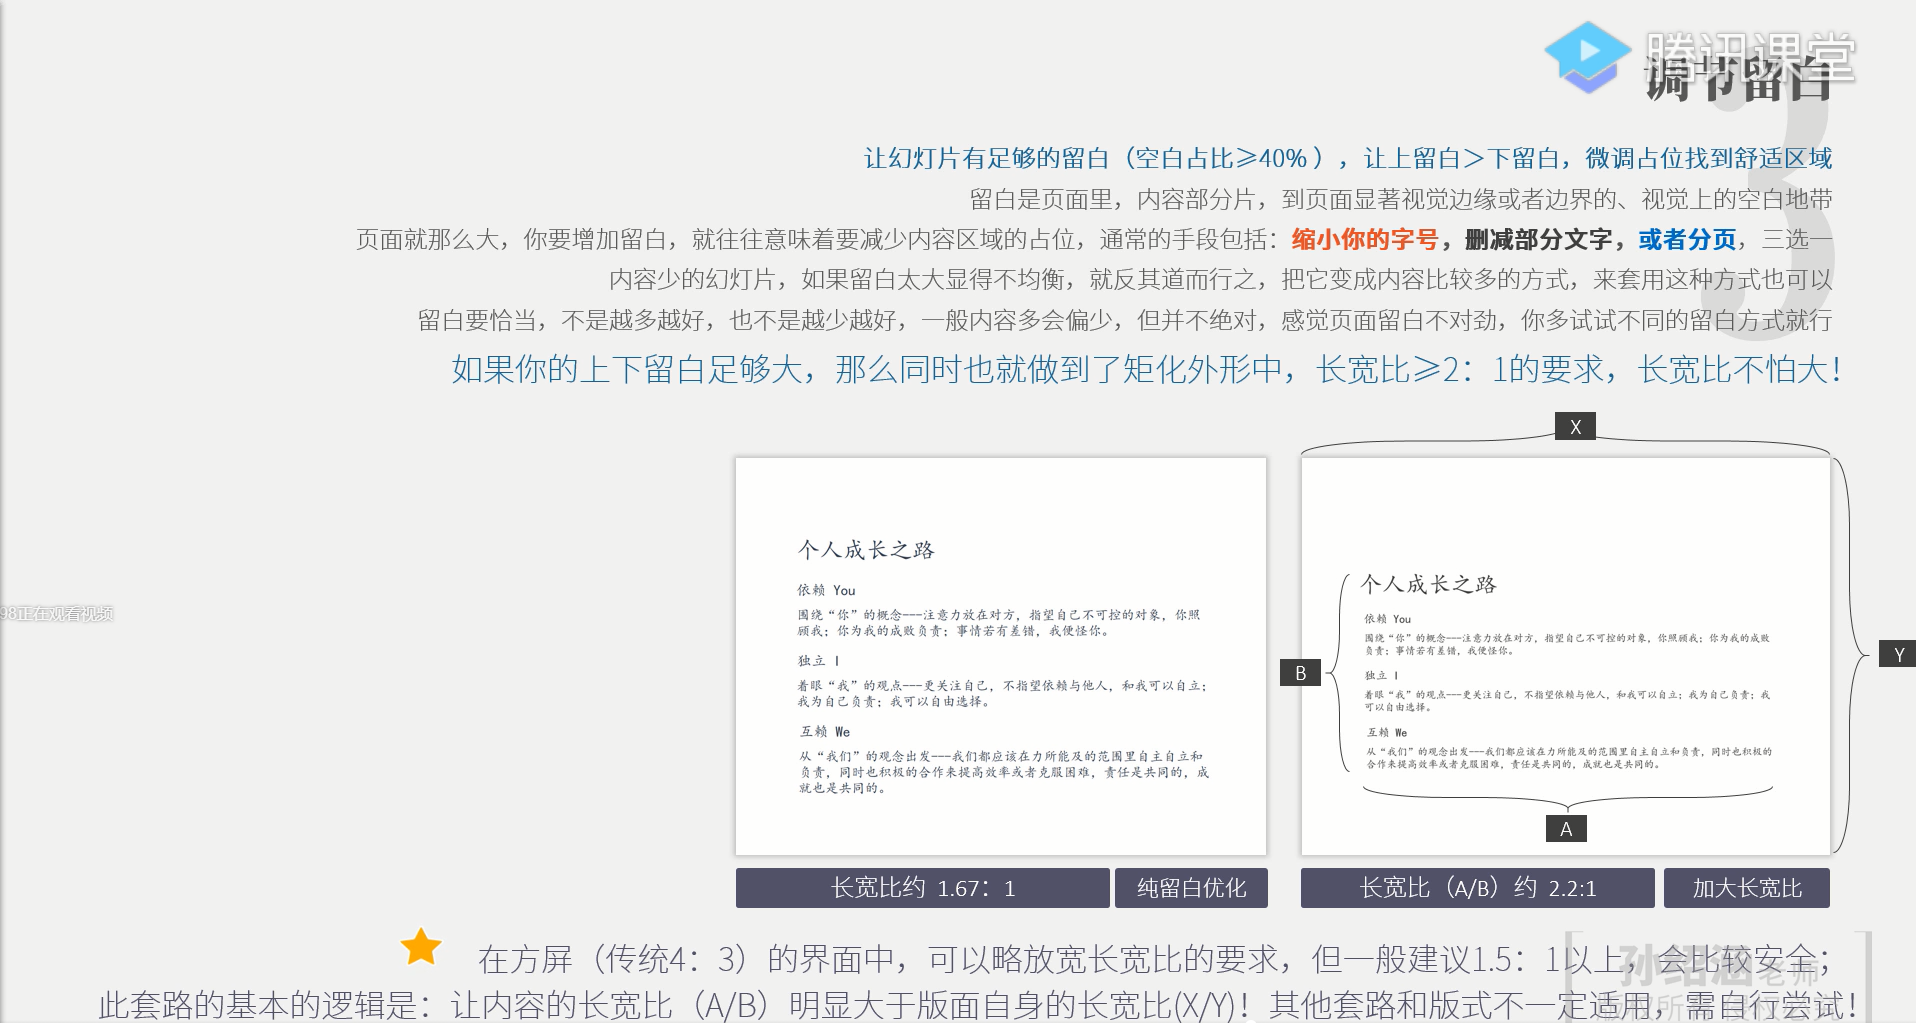 腾讯课堂
调节留白
3
让幻灯片有足够的留白（空白占比≥40%），让上留白＞下留白，微调占位找到舒适区域
留白是页面里，内容部分片，到页面显著视觉边缘或者边界的、视觉上的空白地带
页面就那么大，你要增加留白，就往往意味着要减少内容区域的占位，通常的手段包括：缩小你的字号，删减部分文字，或者分页，三选一
内容少的幻灯片，如果留白太大显得不均衡，就反其道而行之，把它变成内容比较多的方式，来套用这种方式也可以
留白要恰当，不是越多越好，也不是越少越好，一般内容多会偏少，但并不绝对，感觉页面留白不对劲，你多试试不同的留白方式就行
如果你的上下留白足够大，那么同时也就做到了矩化外形中，长宽比≥2：1的要求，长宽比不怕大！
98正在观看视频
个人成长之路
依赖 You
围绕“你”的概念---注意力放在对方，指望自己不可控的对象，你照
顾我；你为我的成败负责；事情若有差错，我便怪你。
独立 I
着眼“我”的观点---更关注自己，不指望依赖与他人，和我可以自立；
我为自己负责；我可以自由选择。
互赖 We
从“我们”的观念出发---我们都应该在力所能及的范围里自主自立和
负责，同时也积极的合作来提高效率或者克服困难，责任是共同的，成
就也是共同的。
长宽比约 1.67：1
纯留白优化
X
Y
B
A
个人成长之路
依赖 You
围绕“你”的概念---注意力放在对方，指望自己不可控的对象，你照顾我；你为我的成败
负责；事情若有差错，我便怪你。
独立 I
着眼“我”的观点---更关注自己，不指望依赖与他人，和我可以自立；我为自己负责；我
可以自由选择。
互赖 We
从“我们”的观念出发---我们都应该在力所能及的范围里自主自立和负责，同时也积极的
合作来提高效率或者克服困难，责任是共同的，成就也是共同的。
长宽比（A/B）约 2.2:1
加大长宽比
在方屏（传统4：3）的界面中，可以略放宽长宽比的要求，但一般建议1.5：1以上，会比较安全；
此套路的基本的逻辑是：让内容的长宽比（A/B）明显大于版面自身的长宽比(X/Y)！其他套路和版式不一定适用，需自行尝试！
孙绍涵老师
版权所有 侵权必究